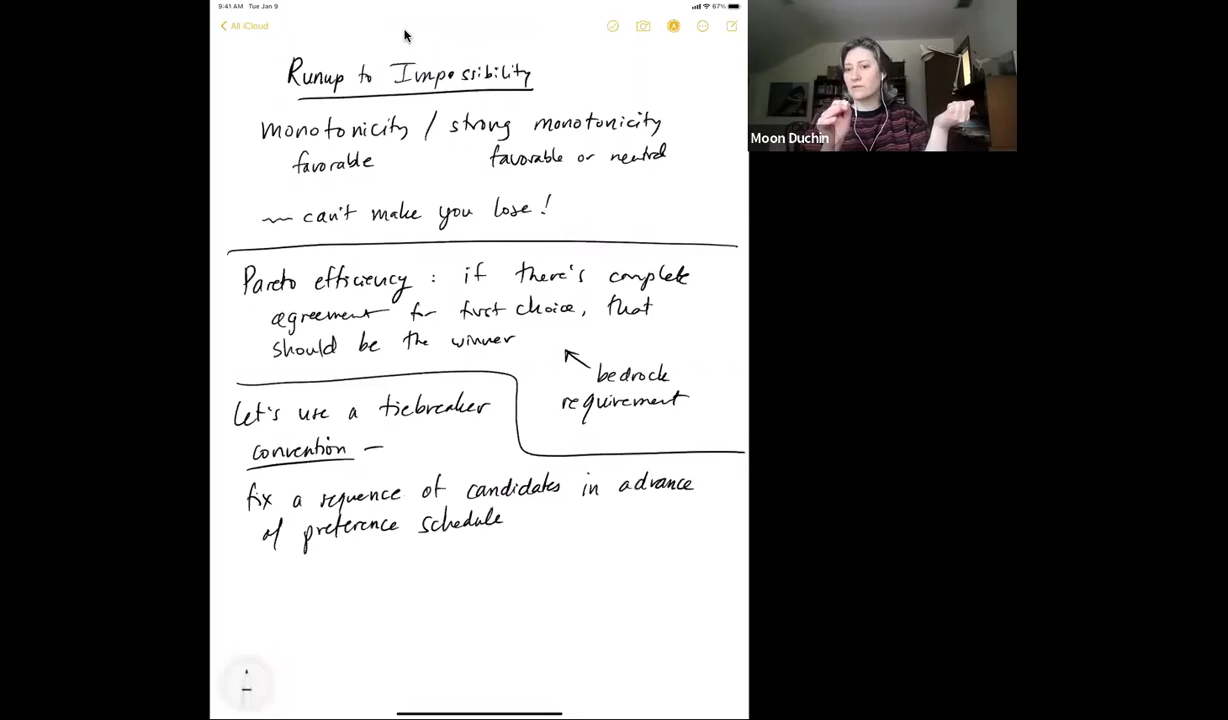 9:41 AM Tue Jan 9
67%
All iCloud
Runup to Impossibility
monotonicity / strong monotonicity
favorable favorable or neutral
can't make you lose!
Pareto efficiency : if there's complete
agreement for first choice, that
should be the winner
bedrock
requirement
Let's use a tiebreaker
convention —
fix a sequence of candidates in advance
of preference schedule
Moon Duchin